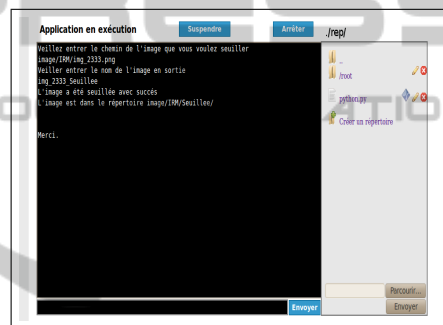 Application en exécution
Suspendre
Arrêter
./rep/
Veillez entrer le chemin de l'image que vous voulez seuiller
image/IRM/img_2333.png
Veiller entrer le nom de l'image en sortie
img_2333_Seuillee
L'image a été seuillée avec succés
L'image est dans le répertoire image/IRM/Seuillee/
Merci.
..
/root
python.py
Créer un repertoire
Parcourir...
Envoyer
Envoyer